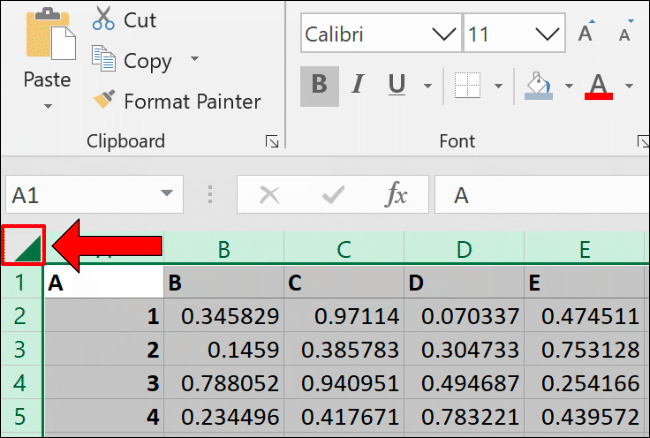 Cut
Calibri 11 A A
Paste Copy
B I U A
Format Painter
Clipboard Font
A1 fx A
B C D E
1 A B C D E
2 1 0.345829 0.97114 0.070337 0.474511
3 2 0.1459 0.385783 0.304733 0.753128
4 3 0.788052 0.940951 0.494687 0.254166
5 4 0.234496 0.417671 0.783221 0.439572